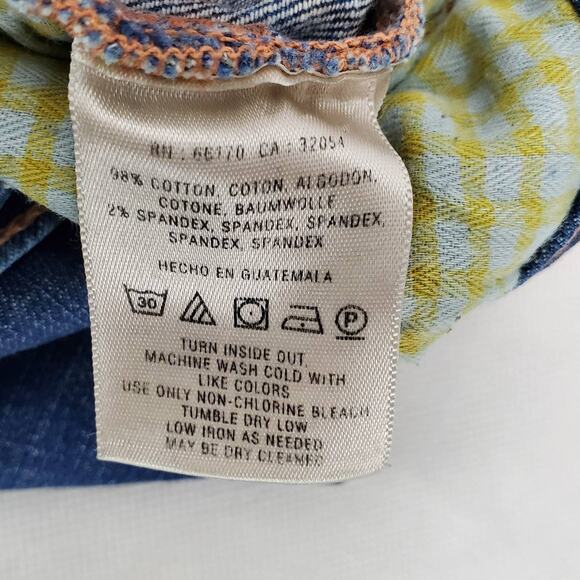 RN : 66170 CA : 32054
98% COTTON, COTON, ALGODON,
COTONE, BAUMWOLLE
2% SPANDEX, SPANDEX, SPANDEX,
SPANDEX, SPANDEX
HECHO EN GUATEMALA
30 P
TURN INSIDE OUT
MACHINE WASH COLD WITH
LIKE COLORS
USE ONLY NON-CHLORINE BLEACH
TUMBLE DRY LOW
LOW IRON AS NEEDED
MAY BE DRY CLEANED